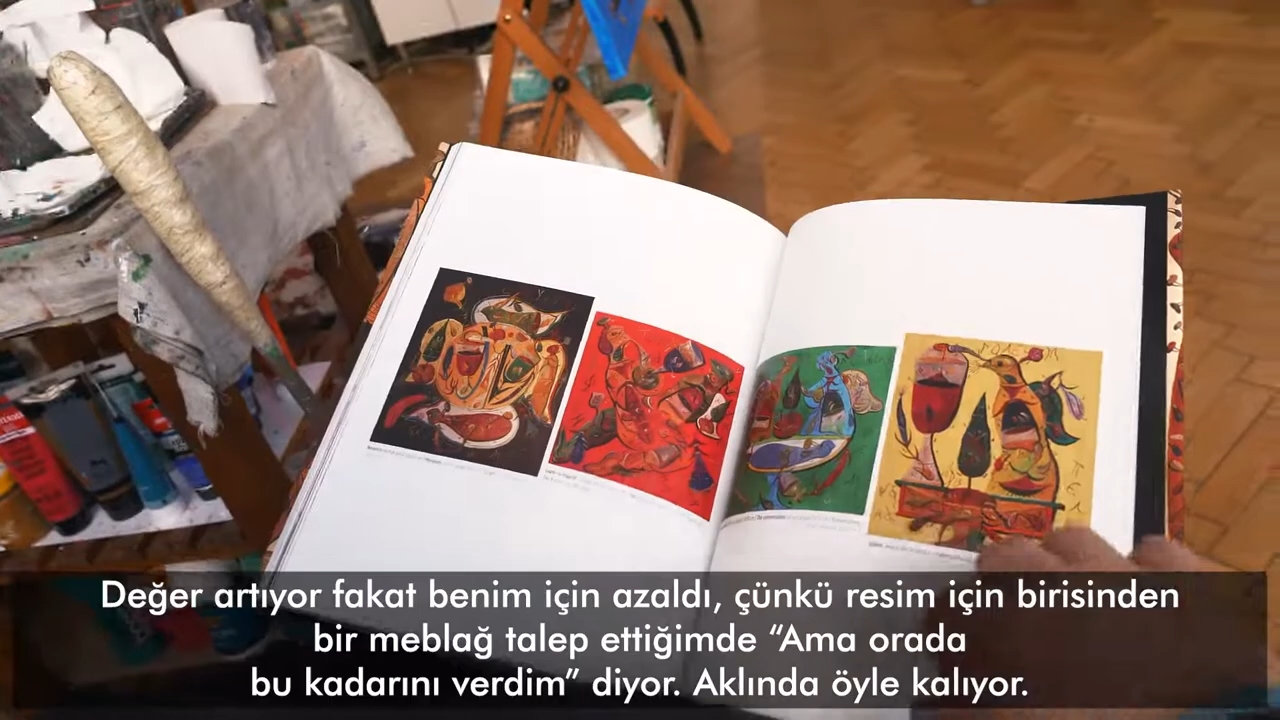 Değer artıyor fakat benim için azaldı, çünkü resim için birisinden
bir meblağ talep ettiğimde “Ama orada
bu kadarını verdim” diyor. Aklında öyle kalıyor.